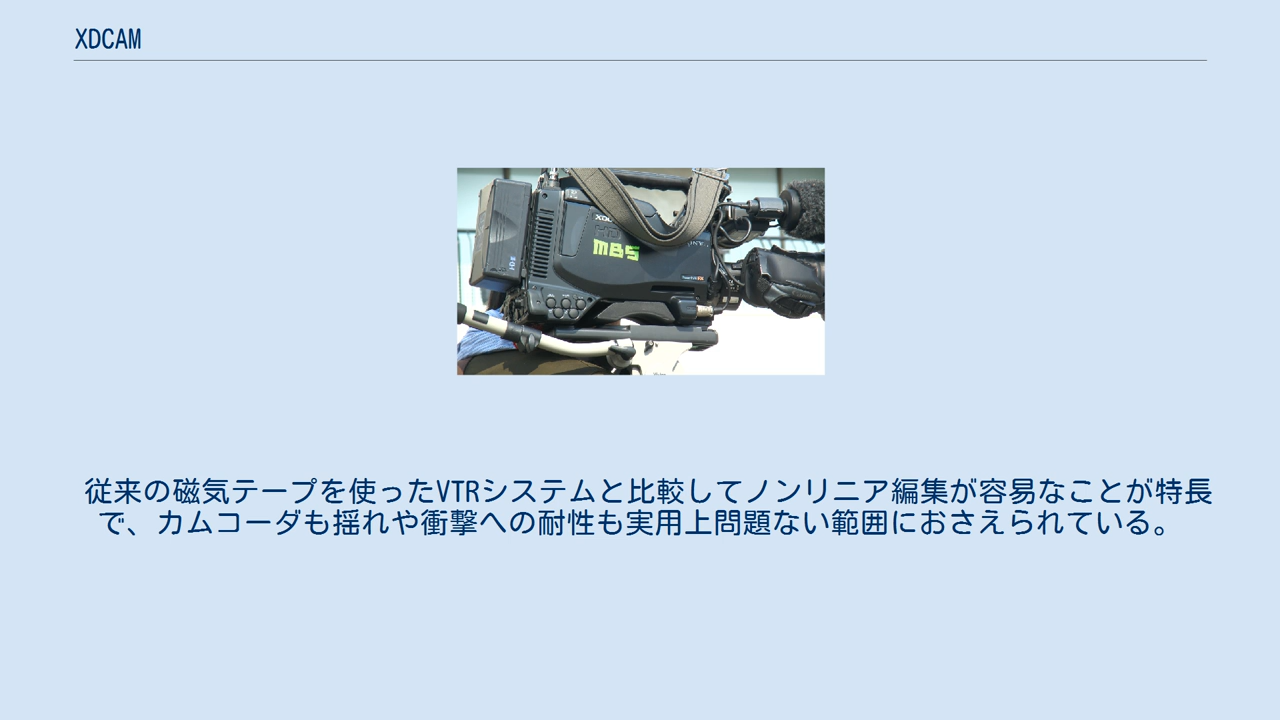 XDCAM
MBS
従来の磁気テープを使ったVTRシステムと比較してノンリニア編集が容易なことが特長
で、カムコーダも揺れや衝撃への耐性も実用上問題ない範囲におさえられている。